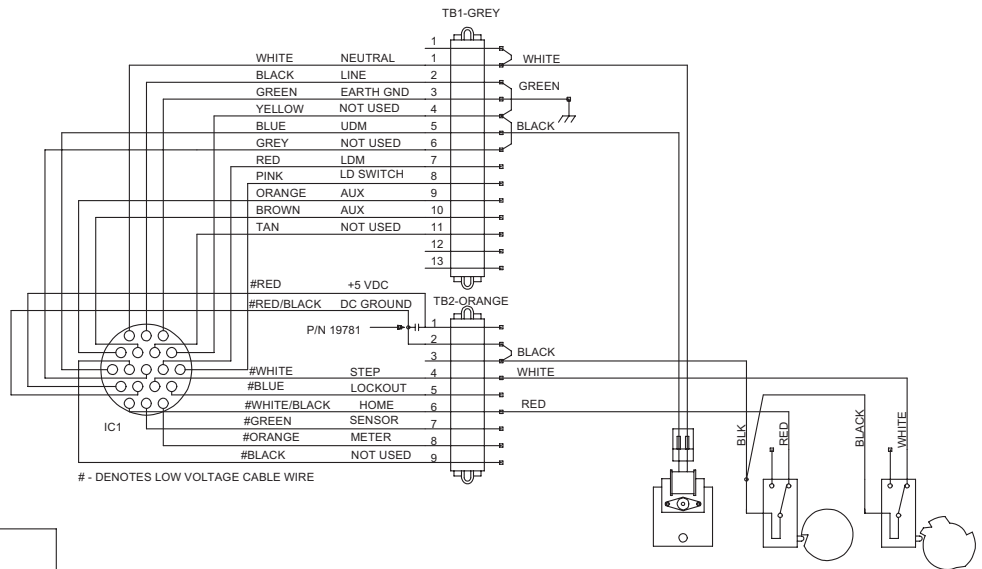 TB1-GREY
1
WHITE NEUTRAL 1 WHITE
BLACK LINE 2
GREEN
GREEN EARTH GND 3
YELLOW NOT USED 4
BLUE UDM 5 BLACK
GREY NOT USED 6
RED LDM 7
PINK LD SWITCH 8
ORANGE AUX 9
BROWN AUX 10
TAN NOT USED 11
12
13
#RED +5 VDC
#RED/BLACK DC GROUND TB2-ORANGE
P/N 19781 1
2
3 BLACK
#WHITE STEP 4 WHITE
#BLUE LOCKOUT 5
#WHITE/BLACK HOME 6 RED
#GREEN SENSOR 7
#ORANGE METER 8
#BLACK NOT USED 9
IC1
BLK
RED
BLACK
WHITE
# - DENOTES LOW VOLTAGE CABLE WIRE